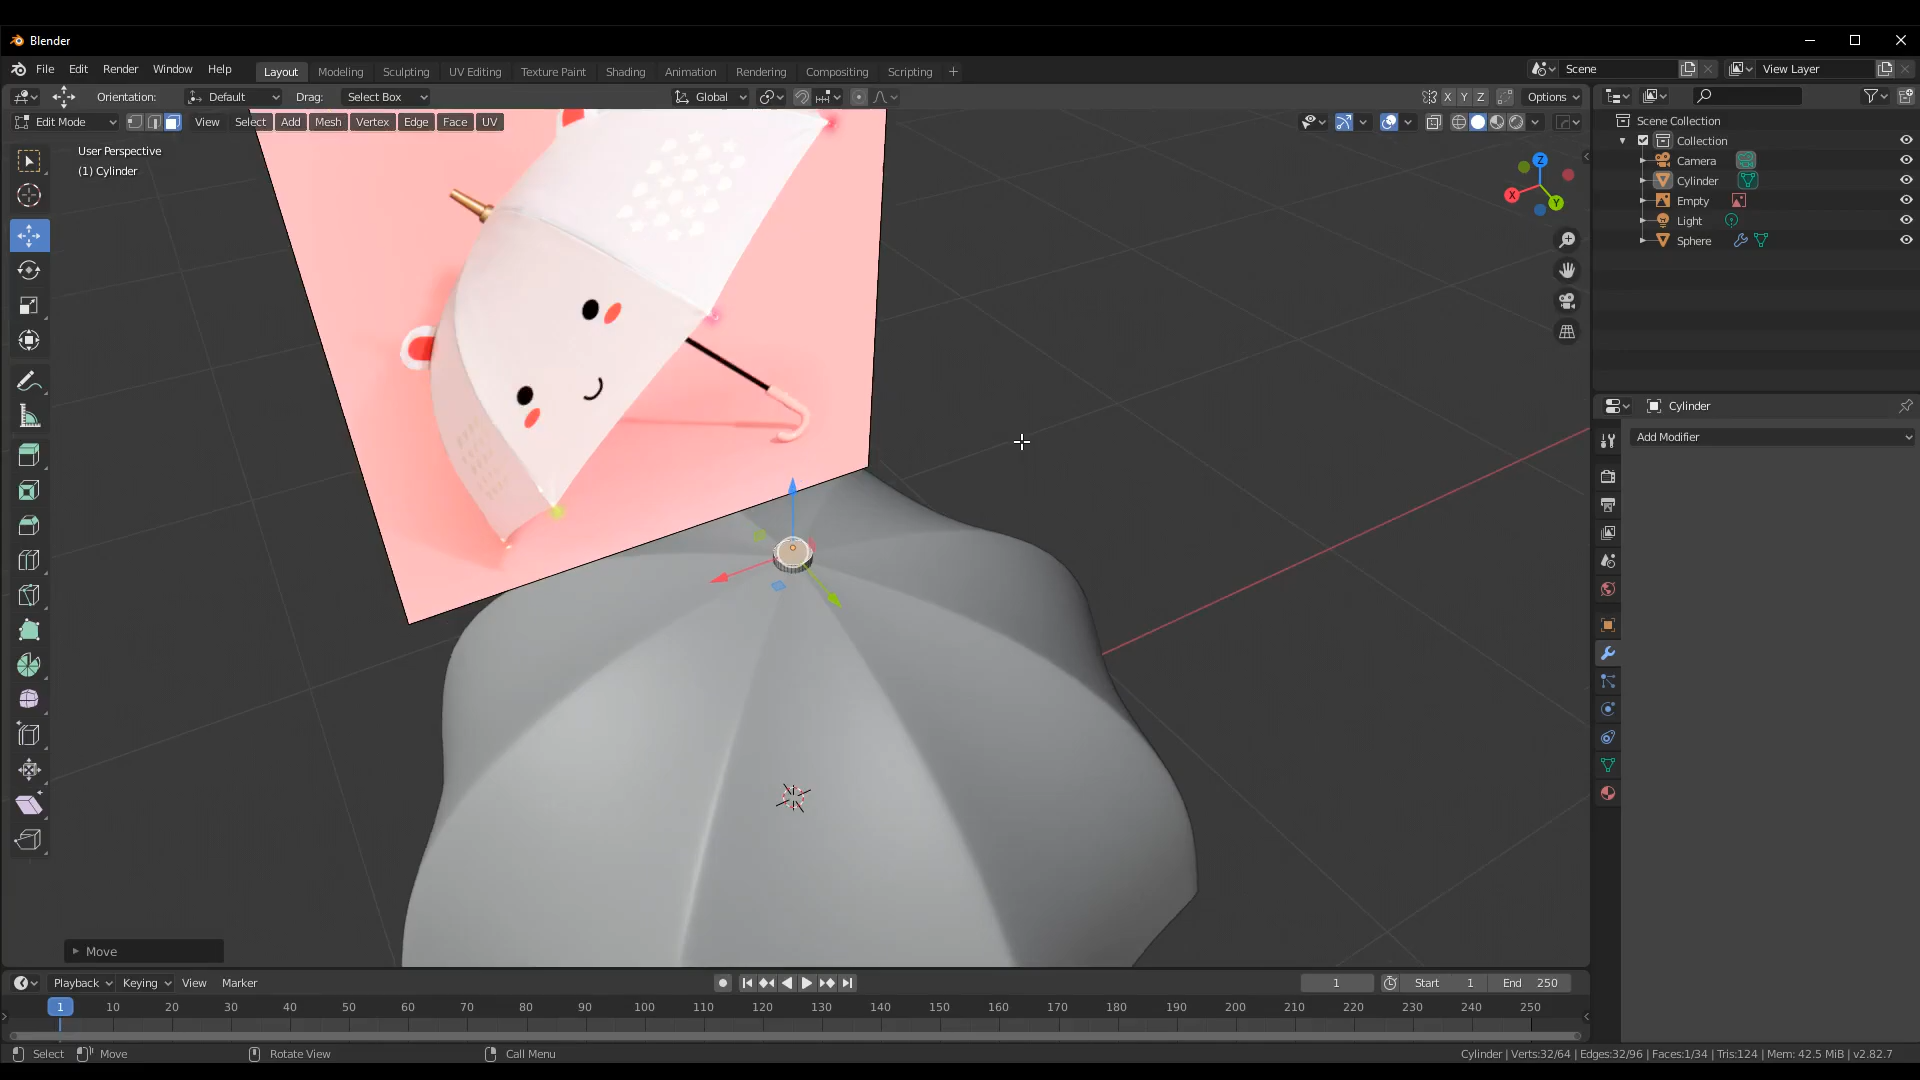 Blender
File Edit Render Window Help Layout Modeling Sculpting UV Editing Texture Paint Shading Animation Rendering Compositing Scripting + Scene View Layer
Orientation: Default Drag: Select Box Global X Y Z Options
Edit Mode View Select Add Mesh Vertex Edge Face UV
User Perspective
(1) Cylinder
Z
X
Y
Scene Collection
Collection
Camera
Cylinder
Empty
Light
Sphere
Cylinder
Add Modifier
Move
Playback Keying View Marker 1 Start 1 End 250
1 10 20 30 40 50 60 70 80 90 100 110 120 130 140 150 160 170 180 190 200 210 220 230 240 250
Select Move Rotate View Call Menu Cylinder | Verts:32/64 | Edges:32/96 | Faces:1/34 | Tris:124 | Mem: 42.5 MiB | v2.82.7